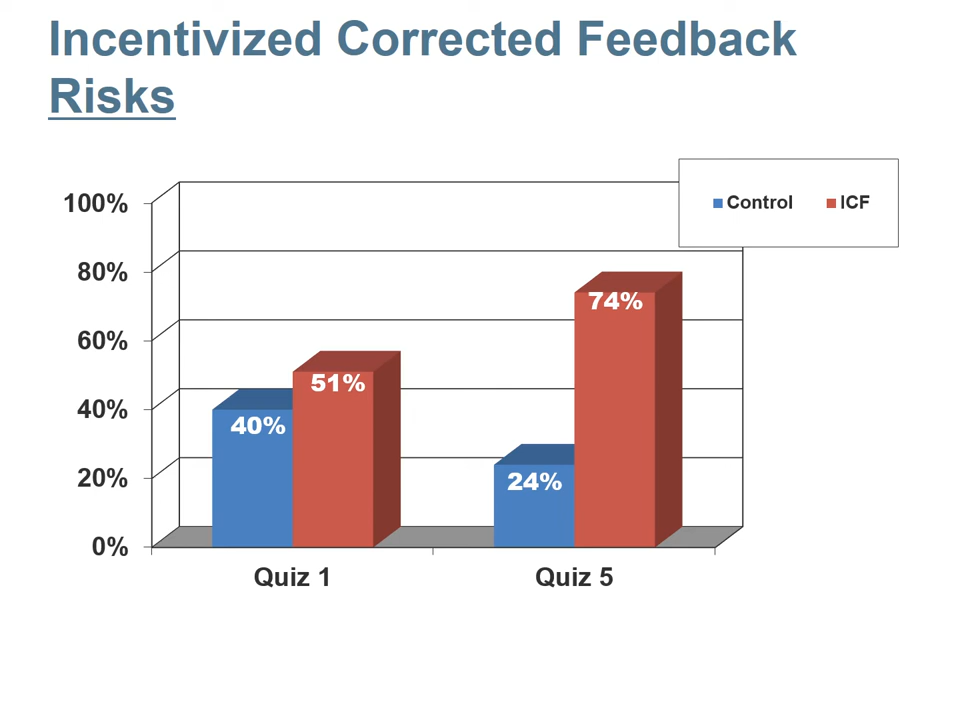 Incentivized Corrected Feedback
Risks
Control ICF
100%
80%
60%
40%
20%
0%
40%
51%
24%
74%
Quiz 1 Quiz 5